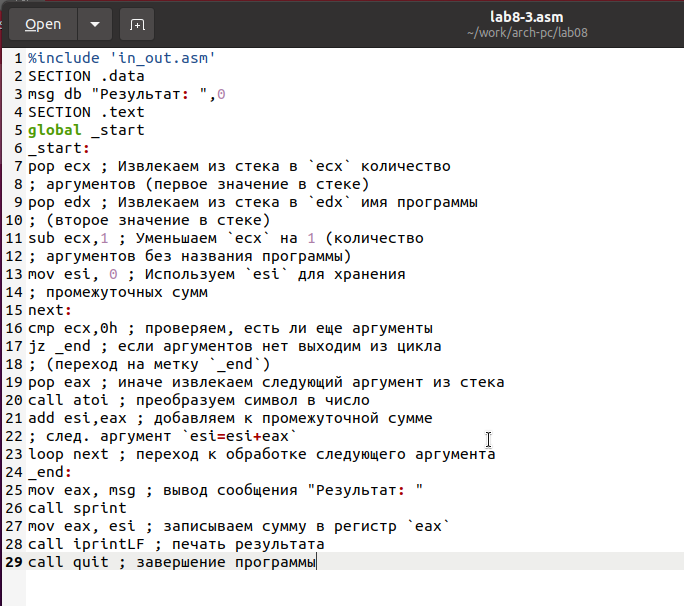 Open
lab8-3.asm
~/work/arch-pc/lab08
1 %include 'in_out.asm'
2 SECTION .data
3 msg db "Результат: ",0
4 SECTION .text
5 global _start
6 _start:
7 pop ecx ; Извлекаем из стека в `ecx` количество
8 ; аргументов (первое значение в стеке)
9 pop edx ; Извлекаем из стека в `edx` имя программы
10 ; (второе значение в стеке)
11 sub ecx,1 ; Уменьшаем `ecx` на 1 (количество
12 ; аргументов без названия программы)
13 mov esi, 0 ; Используем `esi` для хранения
14 ; промежуточных сумм
15 next:
16 cmp ecx,0h ; проверяем, есть ли еще аргументы
17 jz _end ; если аргументов нет выходим из цикла
18 ; (переход на метку `_end`)
19 pop eax ; иначе извлекаем следующий аргумент из стека
20 call atoi ; преобразуем символ в число
21 add esi,eax ; добавляем к промежуточной сумме
22 ; след. аргумент `esi=esi+eax`
23 loop next ; переход к обработке следующего аргумента
24 _end:
25 mov eax, msg ; вывод сообщения "Результат: "
26 call sprint
27 mov eax, esi ; записываем сумму в регистр `eax`
28 call iprintLF ; печать результата
29 call quit ; завершение программы